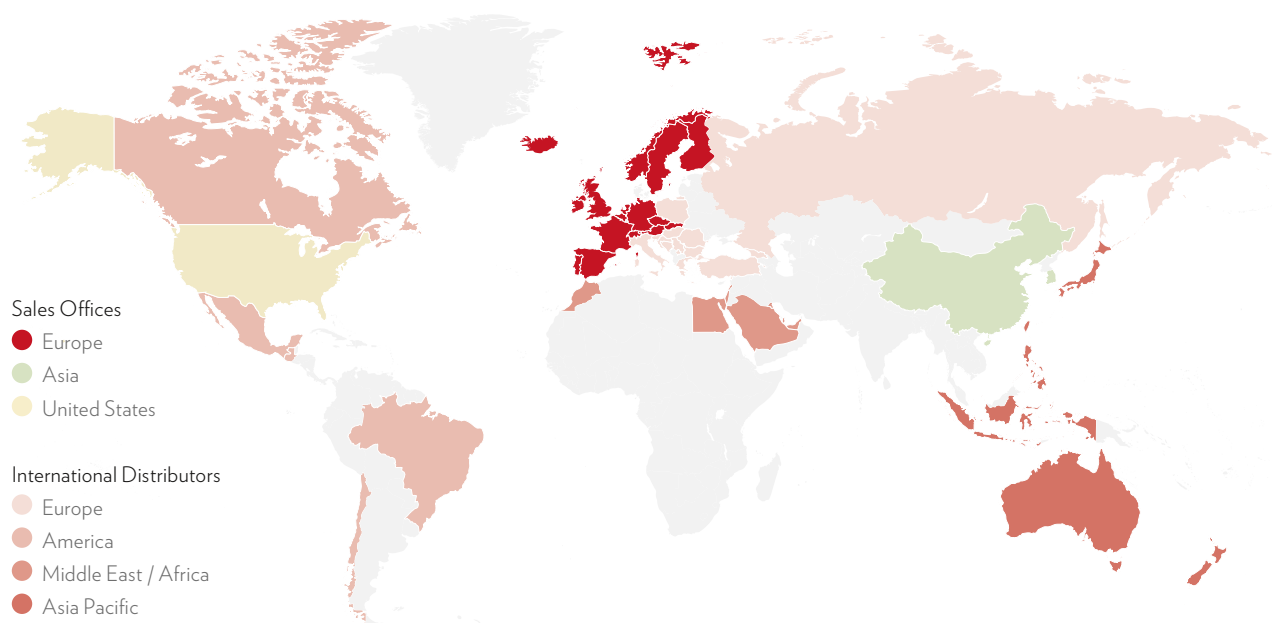 Sales Offices
Europe
Asia
United States
International Distributors
Europe
America
Middle East / Africa
Asia Pacific